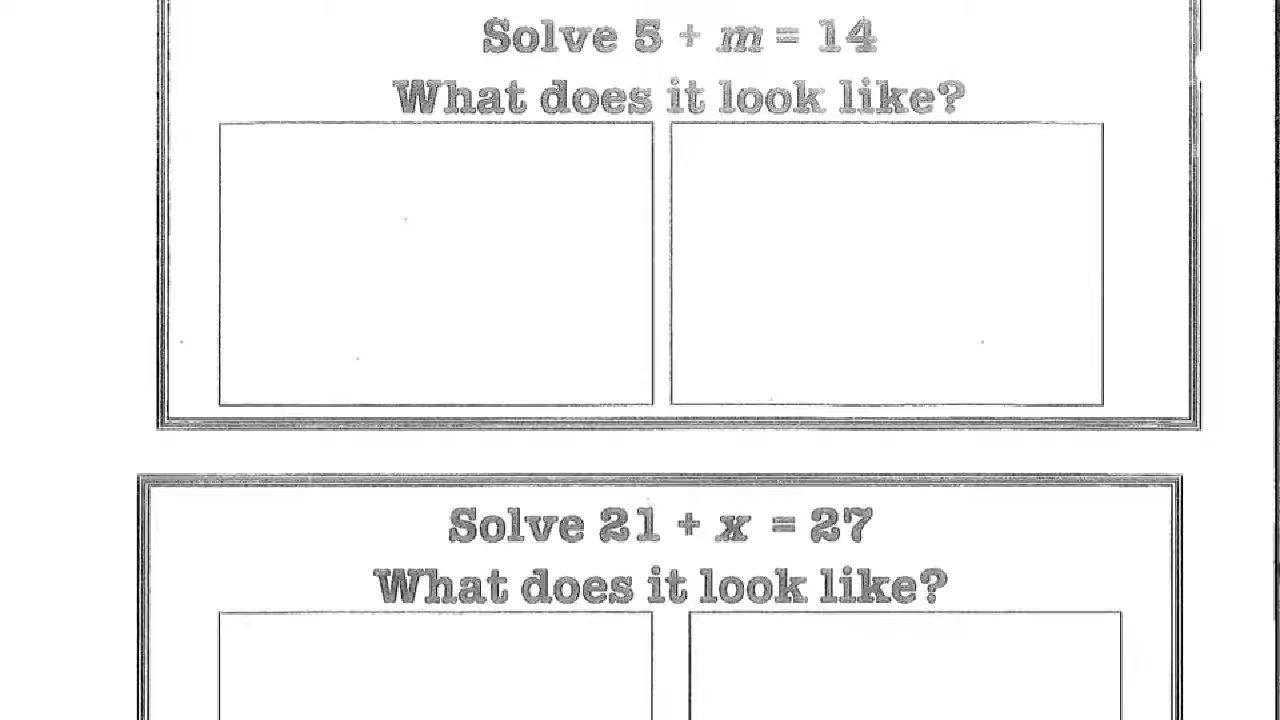 Solve 5 + m = 14
What does it look like?
Solve 21 + x = 27
What does it look like?